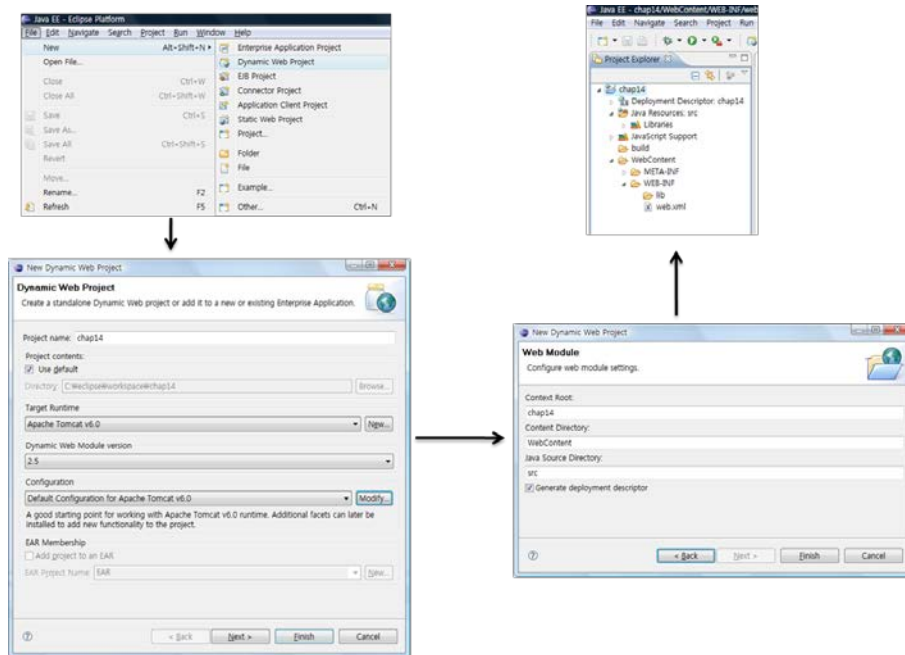 Java EE - Eclipse Platform
File Edit Navigate Search Project Run Window Help
New Alt+Shift+N
Open File...
Close Ctrl+W
Close All Ctrl+Shift+W
Save Ctrl+S
Save As...
Save All Ctrl+Shift+S
Revert
Move...
Rename... F2
Refresh F5
Enterprise Application Project
Dynamic Web Project
EJB Project
Connector Project
Application Client Project
Static Web Project
Project...
Folder
File
Example...
Other... Ctrl+N
New Dynamic Web Project
Dynamic Web Project
Create a standalone Dynamic Web project or add it to a new or existing Enterprise Application.
Project name: chap14
Project contents:
Use default
Directory: C:₩eclipse₩workspace₩chap14 Browse...
Target Runtime
Apache Tomcat v6.0 New...
Dynamic Web Module version
2.5
Configuration
Default Configuration for Apache Tomcat v6.0 Modify...
A good starting point for working with Apache Tomcat v6.0 runtime. Additional facets can later be
installed to add new functionality to the project.
EAR Membership
Add project to an EAR
EAR Project Name: EAR New...
< Back Next > Finish Cancel
New Dynamic Web Project
Web Module
Configure web module settings.
Context Root:
chap14
Content Directory:
WebContent
Java Source Directory:
src
Generate deployment descriptor
< Back Next > Finish Cancel
Java EE - chap14/WebContent/WEB-INF/web
File Edit Navigate Search Project Run
Project Explorer
chap14
Deployment Descriptor: chap14
Java Resources: src
Libraries
JavaScript Support
build
WebContent
META-INF
WEB-INF
lib
web.xml